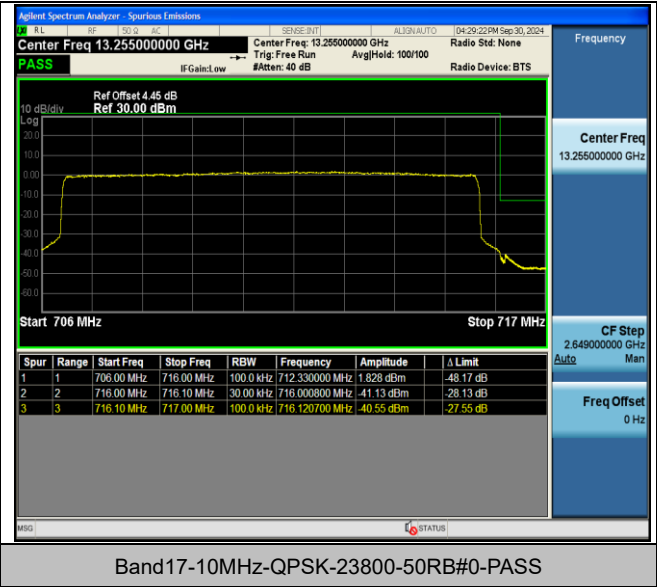 Agilent Spectrum Analyzer - Spurious Emissions
RL RF 50 Ω AC SENSE:INT ALIGN AUTO 04:29:22 PM Sep 30, 2024
Center Freq 13.255000000 GHz
Center Freq: 13.255000000 GHz
Radio Std: None
Trig: Free Run Avg|Hold: 100/100
PASS
IFGain:Low
#Atten: 40 dB
Radio Device: BTS
Ref Offset 4.45 dB
10 dB/div Ref 30.00 dBm
Log
20.0
10.0
0.00
-10.0
-20.0
-30.0
-40.0
-50.0
-60.0
Start 706 MHz Stop 717 MHz
Spur Range Start Freq Stop Freq RBW Frequency Amplitude Δ Limit
1 1 706.00 MHz 716.00 MHz 100.0 kHz 712.330000 MHz 1.828 dBm -48.17 dB
2 2 716.00 MHz 716.10 MHz 30.00 kHz 716.000800 MHz -41.13 dBm -28.13 dB
3 3 716.10 MHz 717.00 MHz 100.0 kHz 716.120700 MHz -40.55 dBm -27.55 dB
MSG STATUS
Frequency
Center Freq
13.255000000 GHz
CF Step
2.649000000 GHz
Auto Man
Freq Offset
0 Hz
Band17-10MHz-QPSK-23800-50RB#0-PASS